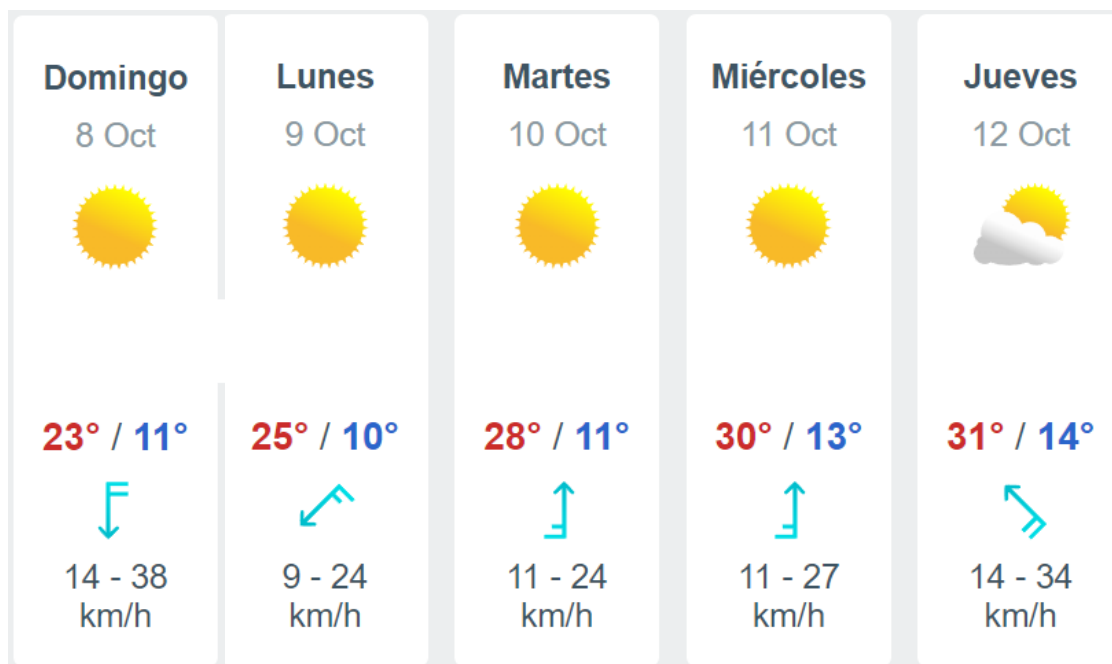 Domingo
8 Oct
23° / 11°
14 - 38
km/h
Lunes
9 Oct
25° / 10°
9 - 24
km/h
Martes
10 Oct
28° / 11°
11 - 24
km/h
Miércoles
11 Oct
30° / 13°
11 - 27
km/h
Jueves
12 Oct
31° / 14°
14 - 34
km/h